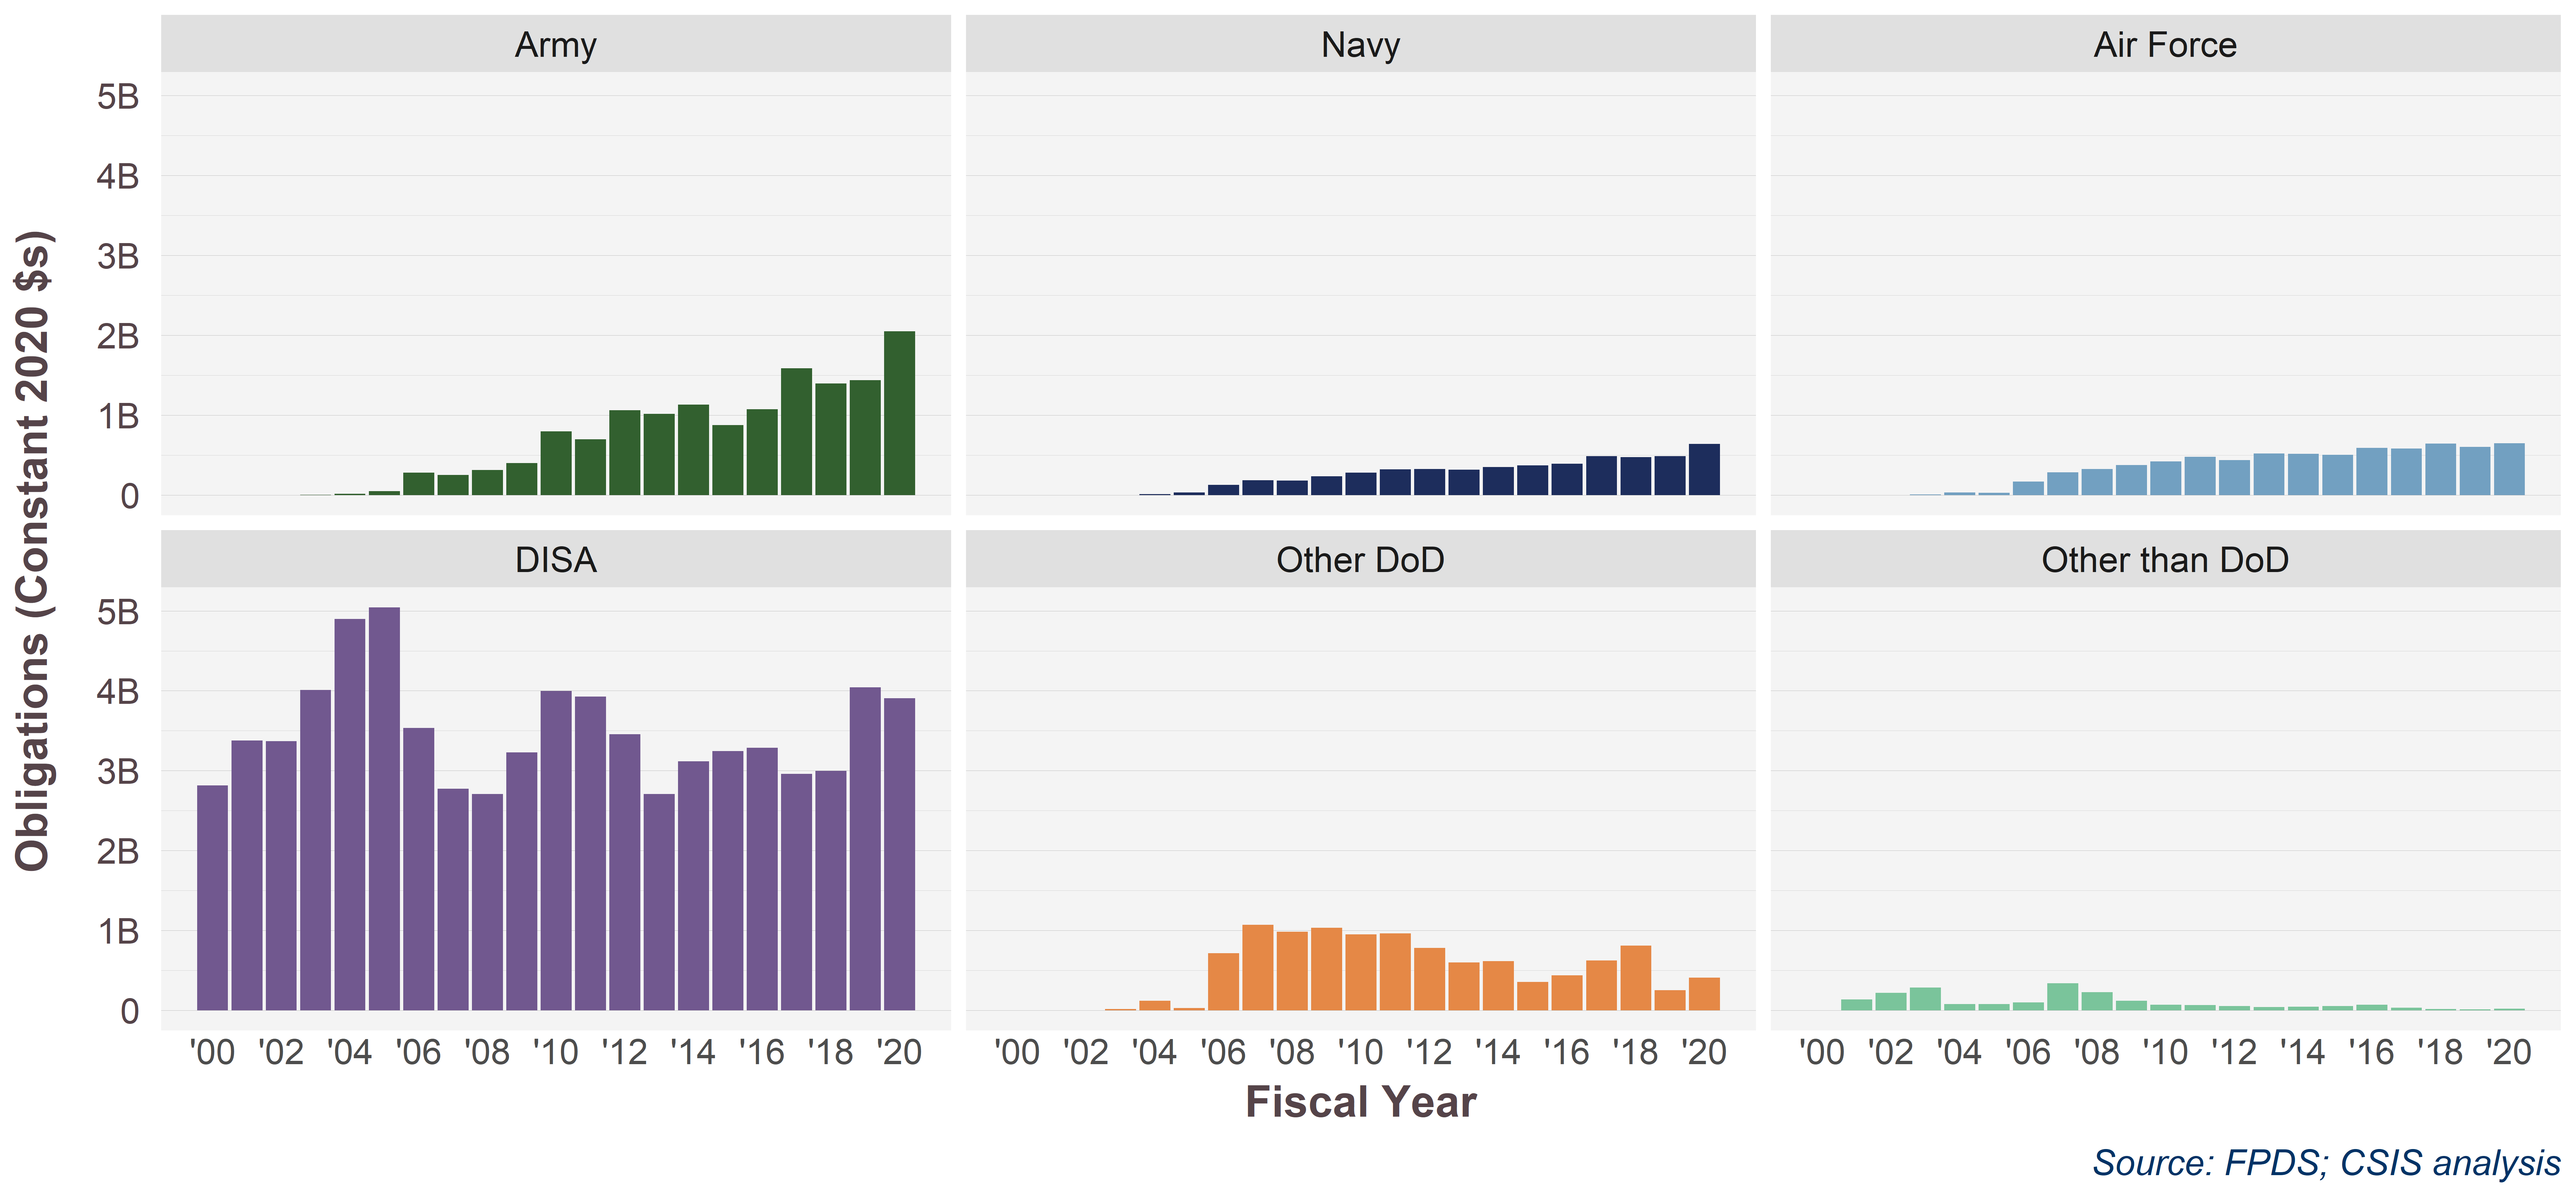 Army Navy Air Force
5B
4B
3B
2B
1B
0
DISA Other DoD Other than DoD
5B
4B
3B
2B
1B
0
Obligations (Constant 2020 $s)
'00 '02 '04 '06 '08 '10 '12 '14 '16 '18 '20 '00 '02 '04 '06 '08 '10 '12 '14 '16 '18 '20 '00 '02 '04 '06 '08 '10 '12 '14 '16 '18 '20
Fiscal Year
Source: FPDS; CSIS analysis